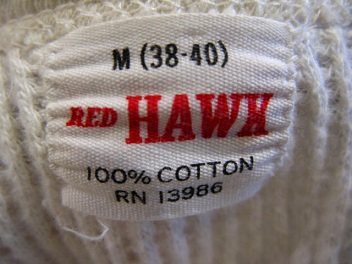 M (38-40)
RED HAWK
100% COTTON
RN 13986